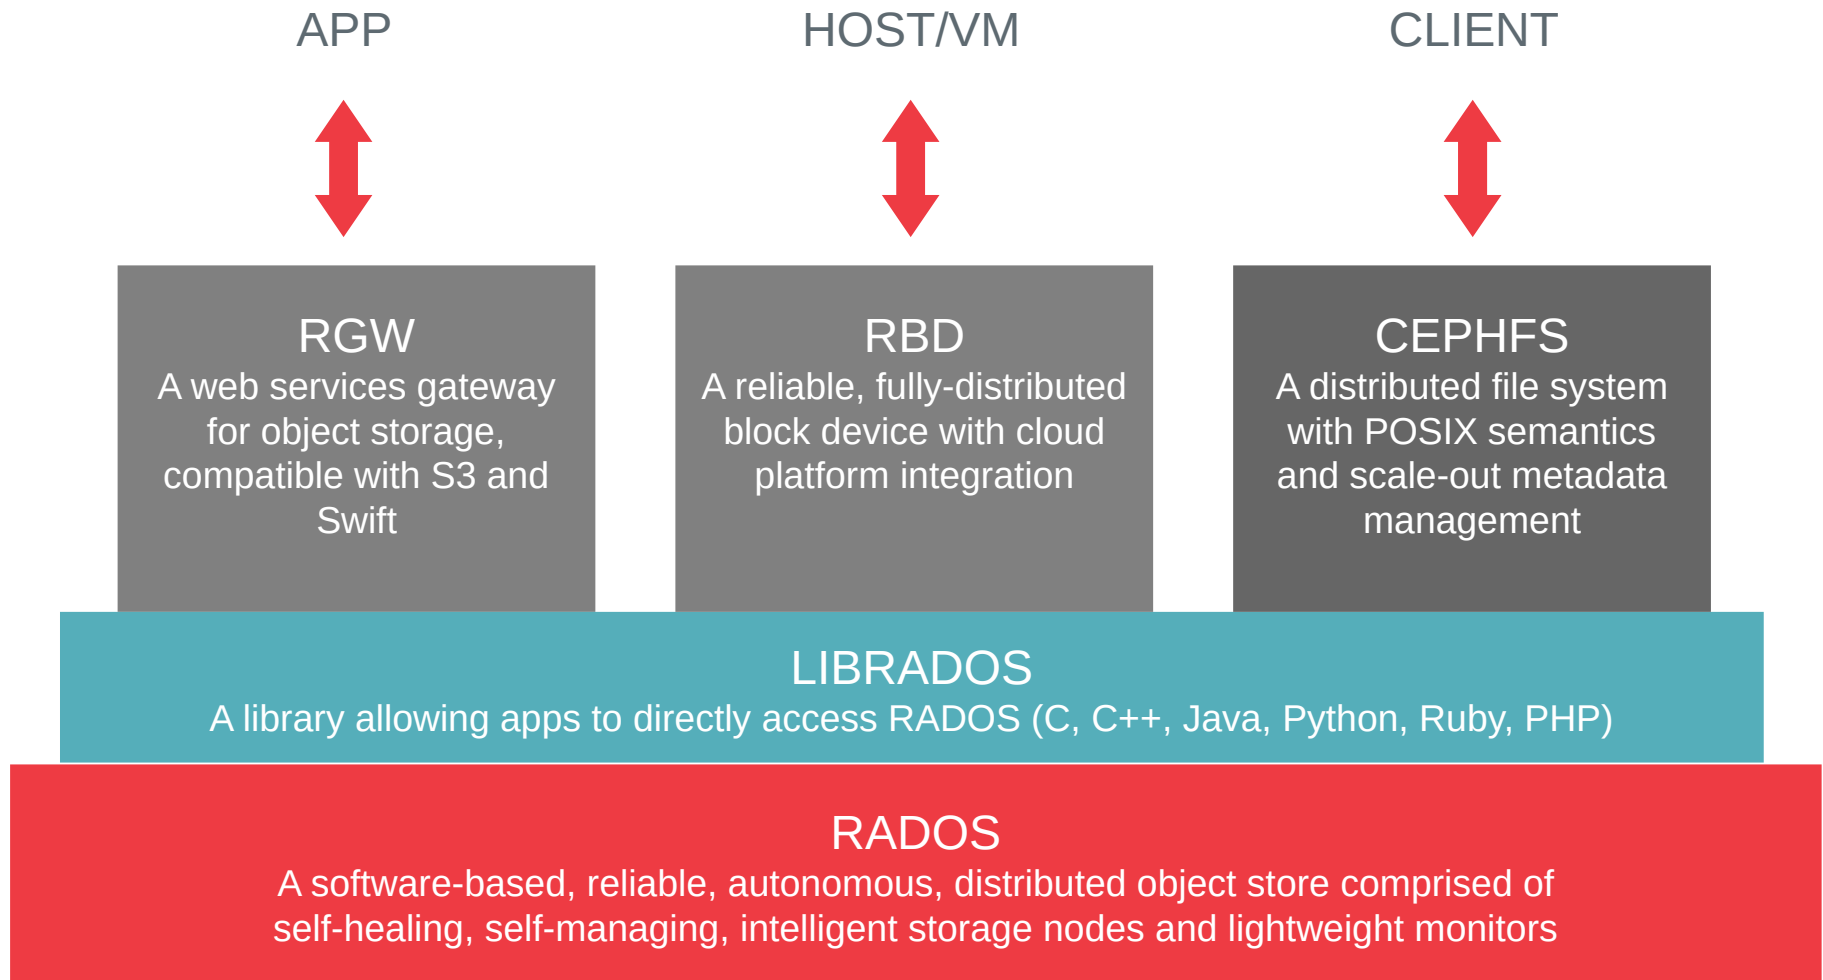 APP
HOST/VM
CLIENT
RGW
A web services gateway
for object storage,
compatible with S3 and
Swift
RBD
A reliable, fully-distributed
block device with cloud
platform integration
CEPHFS
A distributed file system
with POSIX semantics
and scale-out metadata
management
LIBRADOS
A library allowing apps to directly access RADOS (C, C++, Java, Python, Ruby, PHP)
RADOS
A software-based, reliable, autonomous, distributed object store comprised of
self-healing, self-managing, intelligent storage nodes and lightweight monitors